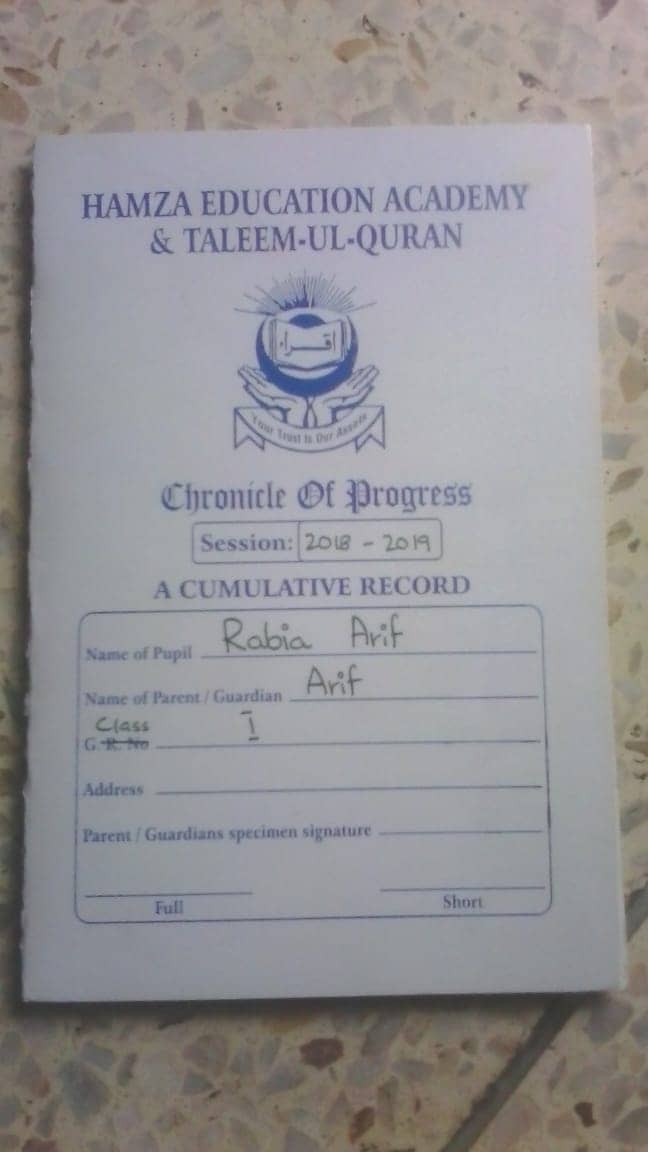 HAMZA EDUCATION ACADEMY
& TALEEM-UL-QURAN
اقراء
Your Trust Is Our Assets
Chronicle Of Progress
Session: 2018 - 2019
A CUMULATIVE RECORD
Name of Pupil Rabia Arif
Name of Parent / Guardian Arif
Class I
G. R. No
Address
Parent / Guardians specimen signature
Full Short